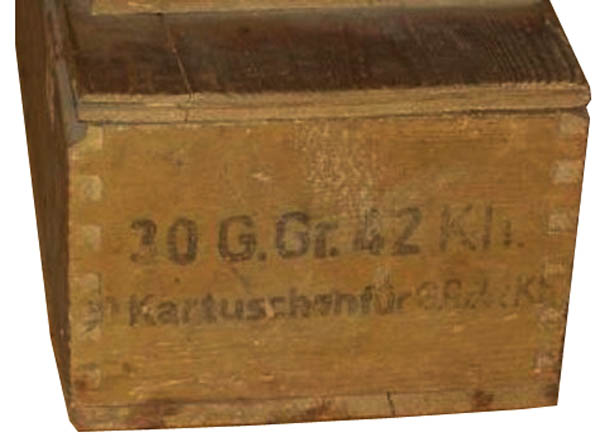 30 G.Gr. 42 Kh.
Kartuschen für